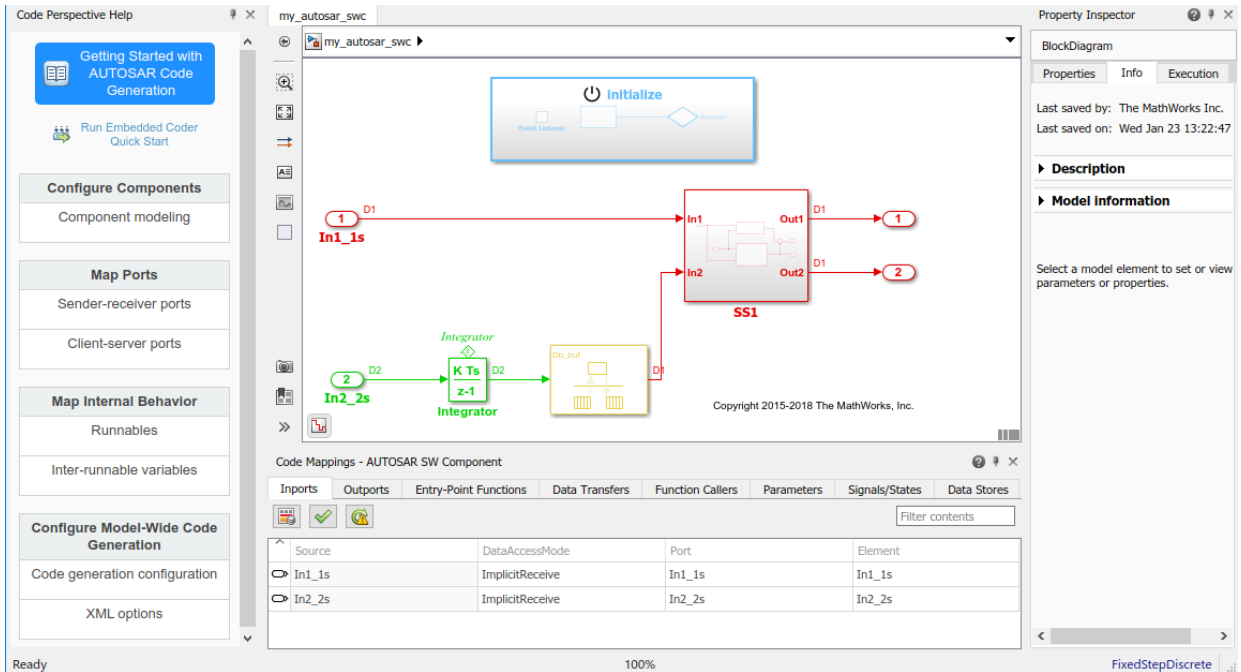 Code Perspective Help
Getting Started with
AUTOSAR Code
Generation
Run Embedded Coder
Quick Start
Configure Components
Component modeling
Map Ports
Sender-receiver ports
Client-server ports
Map Internal Behavior
Runnables
Inter-runnable variables
Configure Model-Wide Code
Generation
Code generation configuration
XML options
my_autosar_swc
my_autosar_swc
initialize
Event Listener
Integrator
D1
1
In1_1s
In1
Out1
D1
1
In2
Out2
D1
2
SS1
Integrator
D2
2
In2_2s
K Ts
z-1
D2
Integrator
Db_buf
D1
Copyright 2015-2018 The MathWorks, Inc.
Code Mappings - AUTOSAR SW Component
Inports Outports Entry-Point Functions Data Transfers Function Callers Parameters Signals/States Data Stores
Filter contents
Source DataAccessMode Port Element
In1_1s ImplicitReceive In1_1s In1_1s
In2_2s ImplicitReceive In2_2s In2_2s
Property Inspector
BlockDiagram
Properties Info Execution
Last saved by: The MathWorks Inc.
Last saved on: Wed Jan 23 13:22:47
Description
Model information
Select a model element to set or view
parameters or properties.
Ready 100% FixedStepDiscrete